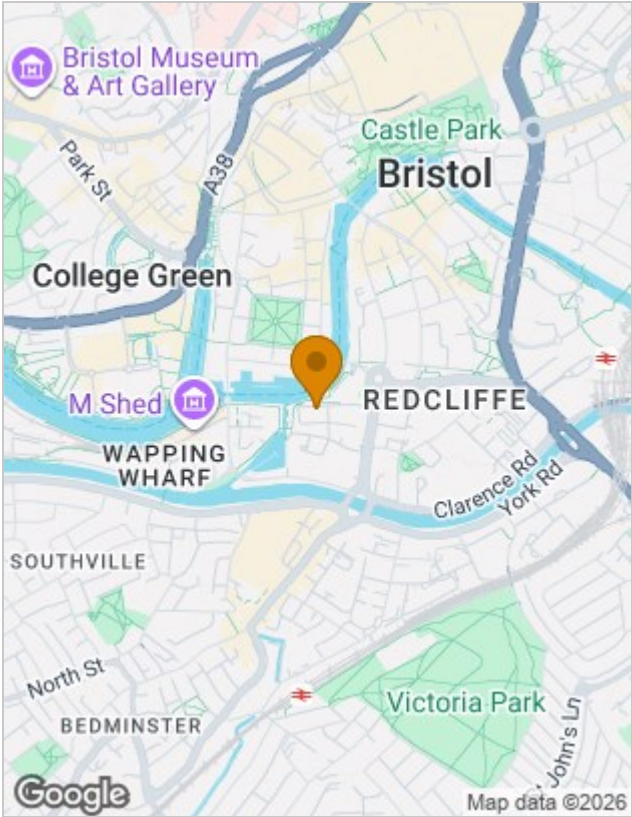 Bristol Museum
& Art Gallery
Castle Park
Park St
A38
Bristol
College Green
M Shed
REDCLIFFE
WAPPING
WHARF
Clarence Rd
York Rd
SOUTHVILLE
North St
Victoria Park
BEDMINSTER
St John's Ln
Google
Map data ©2026